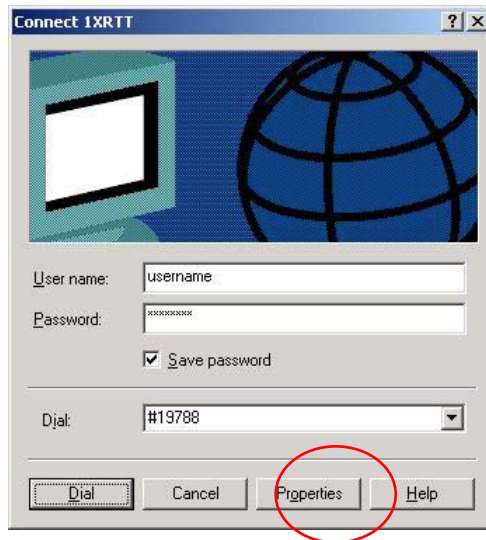 Connect 1XRTT ? X
User name: username
Password: xxxxxxxx
Save password
Dial: #19788
Dial Cancel Properties Help